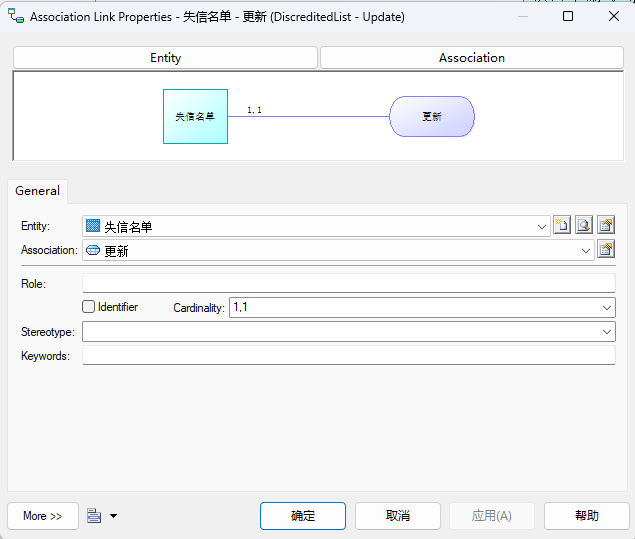 Association Link Properties - 失信名单 - 更新 (DiscreditedList - Update)
Entity
Association
失信名单
1,1
更新
General
Entity:
失信名单
Association:
更新
Role:
Identifier
Cardinality:
1,1
Stereotype:
Keywords:
More >>
确定
取消
应用(A)
帮助